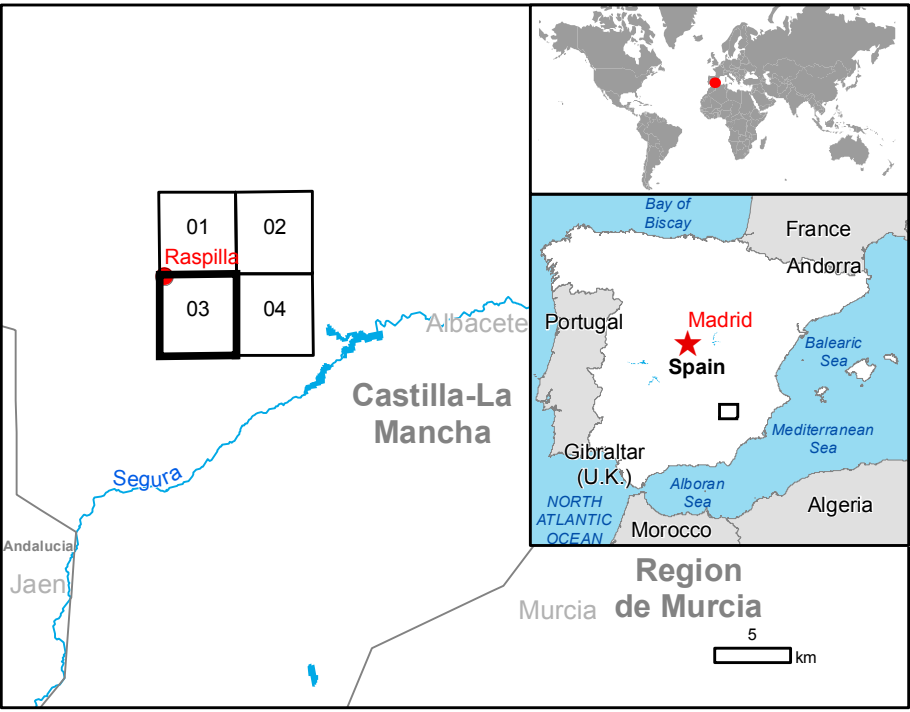 01
02
Raspilla
03
04
Albacete
Castilla-La
Mancha
Segura
Andalucia
Jaen
Bay of
Biscay
France
Andorra
Portugal
Madrid
Spain
Balearic
Sea
Mediterranean
Sea
Gibraltar
(U.K.)
Alboran
Sea
NORTH
ATLANTIC
OCEAN
Algeria
Morocco
Region
de Murcia
Murcia
5
km